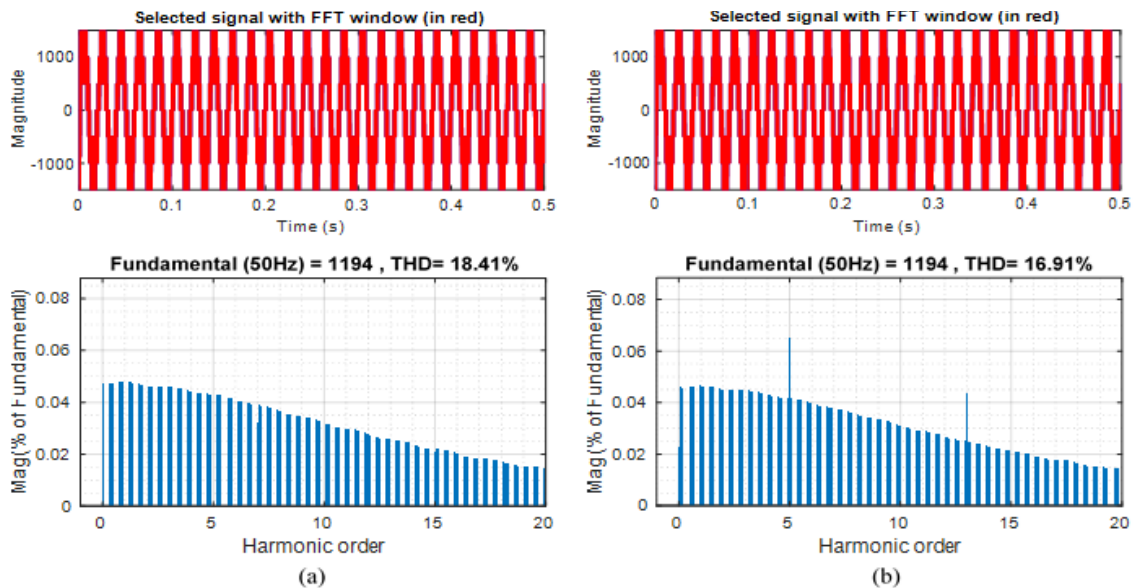 Selected signal with FFT window (in red)
Magnitude
1000
0
-1000
0 0.1 0.2 0.3 0.4 0.5
Time (s)
Fundamental (50Hz) = 1194 , THD= 18.41%
Mag (% of Fundamental)
0.08
0.06
0.04
0.02
0
0 5 10 15 20
Harmonic order
(a)
Selected signal with FFT window (in red)
Magnitude
1000
0
-1000
0 0.1 0.2 0.3 0.4 0.5
Time (s)
Fundamental (50Hz) = 1194 , THD= 16.91%
Mag (% of Fundamental)
0.08
0.06
0.04
0.02
0
0 5 10 15 20
Harmonic order
(b)